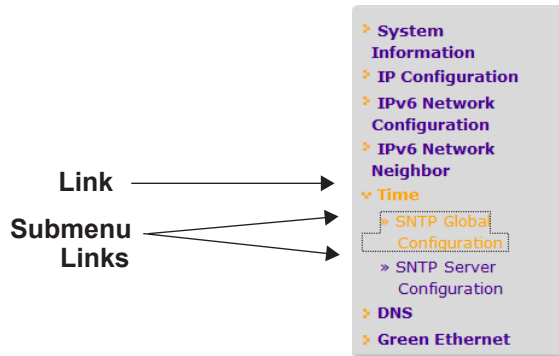 System
Information
IP Configuration
IPv6 Network
Configuration
IPv6 Network
Neighbor
Link
Time
Submenu
Links
» SNTP Global
Configuration
» SNTP Server
Configuration
DNS
Green Ethernet